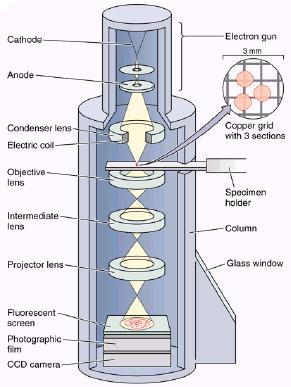 Cathode
Anode
Condenser lens
Electric coil
Objective
lens
Intermediate
lens
Projector lens
Fluorescent
screen
Photographic
film
CCD camera
Electron gun
3 mm
Copper grid
with 3 sections
Specimen
holder
Column
Glass window